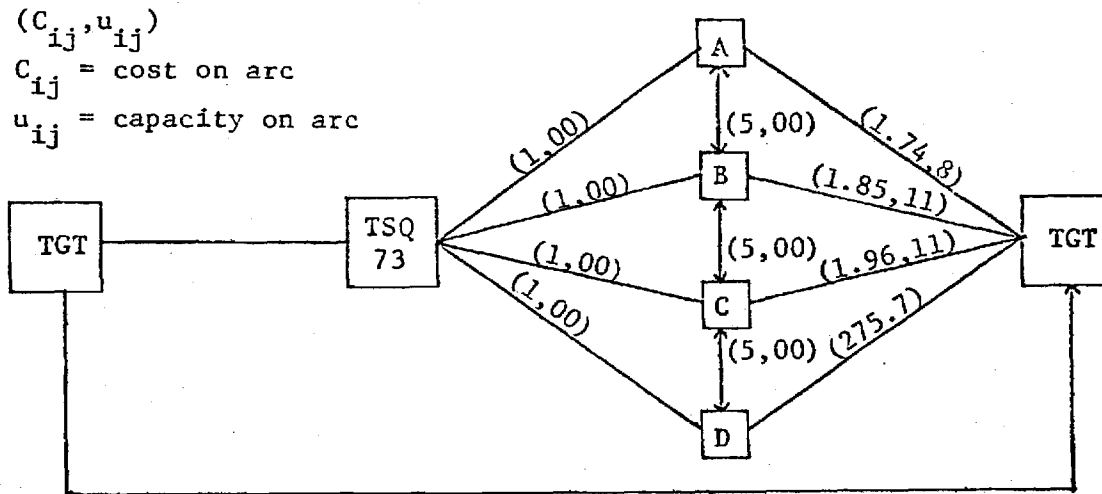 (C_ij,u_ij)
C_ij = cost on arc
u_ij = capacity on arc
A
(5,00)
(1,00)
(1.74,8)
B
(1,00)
(1.85,11)
TGT
TSQ
73
(5,00)
TGT
(1,00)
(1.96,11)
C
(1,00)
(5,00)
(275.7)
D